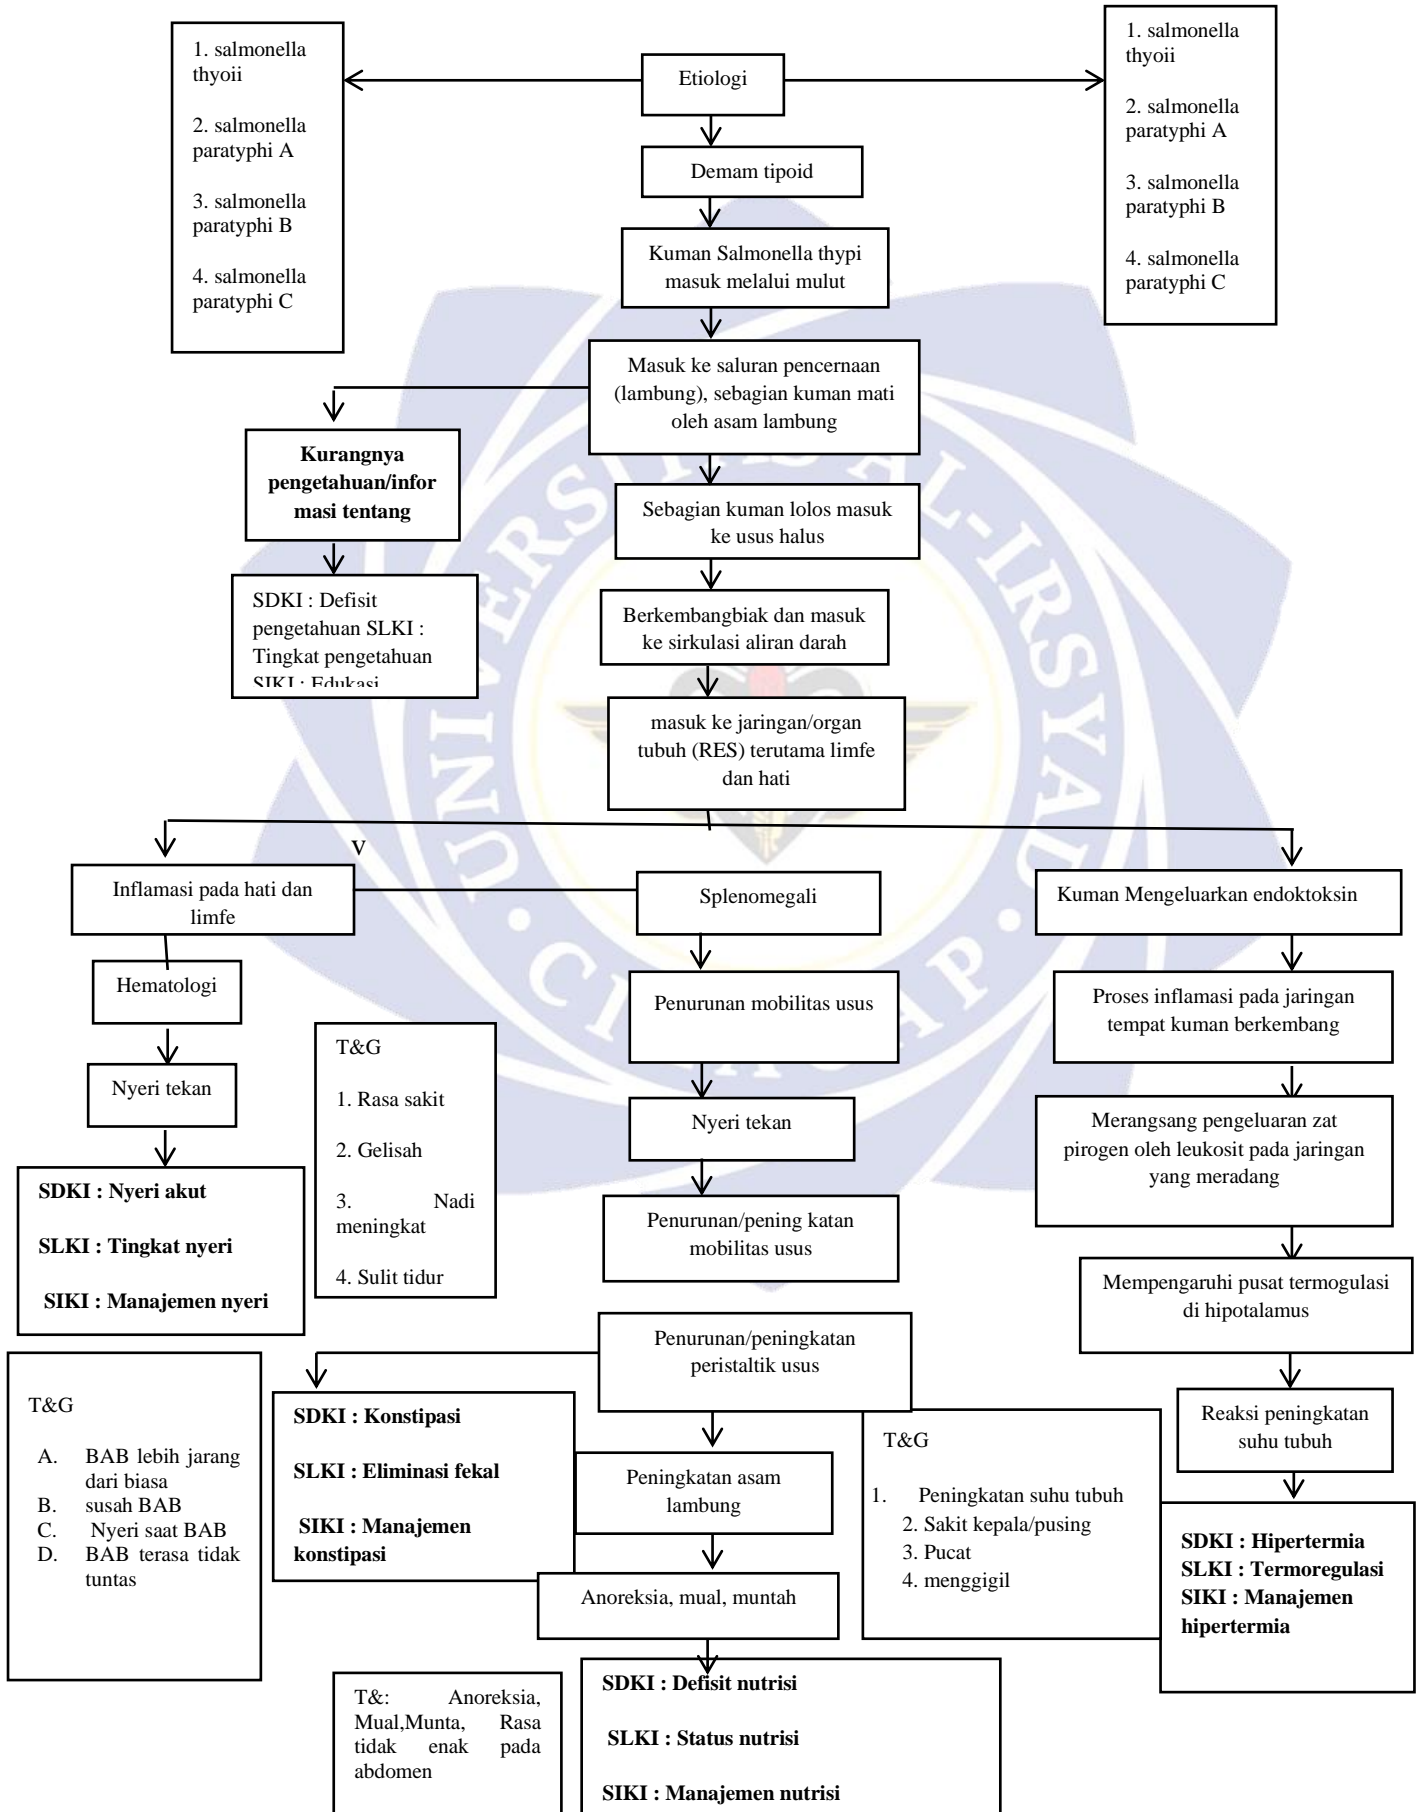 1. salmonella
thyoii
2. salmonella
paratyphi A
3. salmonella
paratyphi B
4. salmonella
paratyphi C
Etiologi
1. salmonella
thyoii
2. salmonella
paratyphi A
3. salmonella
paratyphi B
4. salmonella
paratyphi C
Demam tipoid
Kuman Salmonella thypi
masuk melalui mulut
Masuk ke saluran pencernaan
(lambung), sebagian kuman mati
oleh asam lambung
Kurangnya
pengetahuan/infor
masi tentang
Sebagian kuman lolos masuk
ke usus halus
SDKI : Defisit
pengetahuan SLKI :
Tingkat pengetahuan
SIKI : Edukasi
Berkembangbiak dan masuk
ke sirkulasi aliran darah
masuk ke jaringan/organ
tubuh (RES) terutama limfe
dan hati
v
Inflamasi pada hati dan
limfe
Splenomegali
Kuman Mengeluarkan endoktoksin
Hematologi
Penurunan mobilitas usus
Proses inflamasi pada jaringan
tempat kuman berkembang
T&G
1. Rasa sakit
2. Gelisah
3. Nadi
meningkat
4. Sulit tidur
Nyeri tekan
Nyeri tekan
Merangsang pengeluaran zat
pirogen oleh leukosit pada jaringan
yang meradang
SDKI : Nyeri akut
SLKI : Tingkat nyeri
SIKI : Manajemen nyeri
Penurunan/pening katan
mobilitas usus
Mempengaruhi pusat termogulasi
di hipotalamus
Penurunan/peningkatan
peristaltik usus
T&G
A. BAB lebih jarang
dari biasa
B. susah BAB
C. Nyeri saat BAB
D. BAB terasa tidak
tuntas
SDKI : Konstipasi
SLKI : Eliminasi fekal
SIKI : Manajemen
konstipasi
Peningkatan asam
lambung
T&G
1. Peningkatan suhu tubuh
2. Sakit kepala/pusing
3. Pucat
4. menggigil
Reaksi peningkatan
suhu tubuh
SDKI : Hipertermia
SLKI : Termoregulasi
SIKI : Manajemen
hipertermia
Anoreksia, mual, muntah
T&: Anoreksia,
Mual,Munta, Rasa
tidak enak pada
abdomen
SDKI : Defisit nutrisi
SLKI : Status nutrisi
SIKI : Manajemen nutrisi
UNIVERSITAS AL-IRSYAD
CILACAP